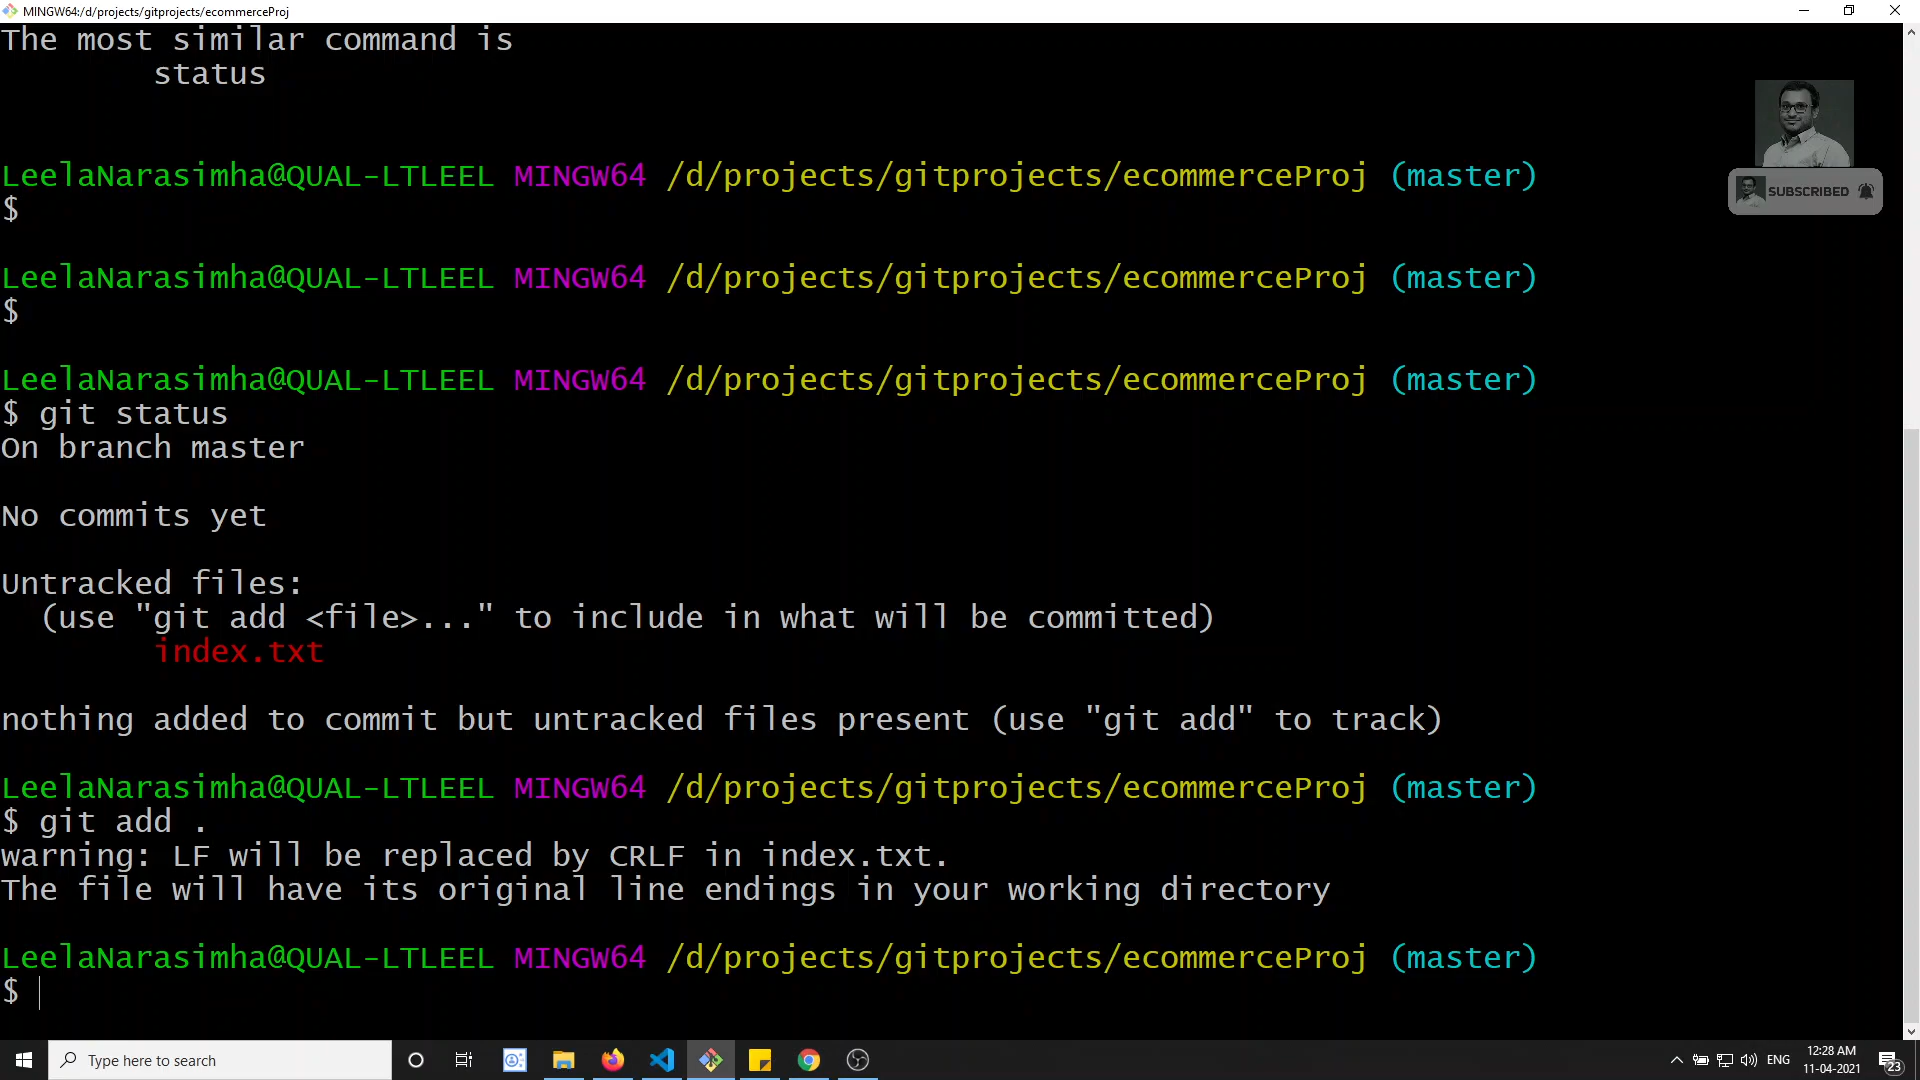 MINGW64:/d/projects/gitprojects/ecommerceProj
The most similar command is
status
LeelaNarasimha@QUAL-LTLEEL MINGW64 /d/projects/gitprojects/ecommerceProj (master)
$
SUBSCRIBED
LeelaNarasimha@QUAL-LTLEEL MINGW64 /d/projects/gitprojects/ecommerceProj (master)
$
LeelaNarasimha@QUAL-LTLEEL MINGW64 /d/projects/gitprojects/ecommerceProj (master)
$ git status
On branch master
No commits yet
Untracked files:
(use "git add <file>..." to include in what will be committed)
index.txt
nothing added to commit but untracked files present (use "git add" to track)
LeelaNarasimha@QUAL-LTLEEL MINGW64 /d/projects/gitprojects/ecommerceProj (master)
$ git add .
warning: LF will be replaced by CRLF in index.txt.
The file will have its original line endings in your working directory
LeelaNarasimha@QUAL-LTLEEL MINGW64 /d/projects/gitprojects/ecommerceProj (master)
$
Type here to search
ENG
12:28 AM
11-04-2021
23